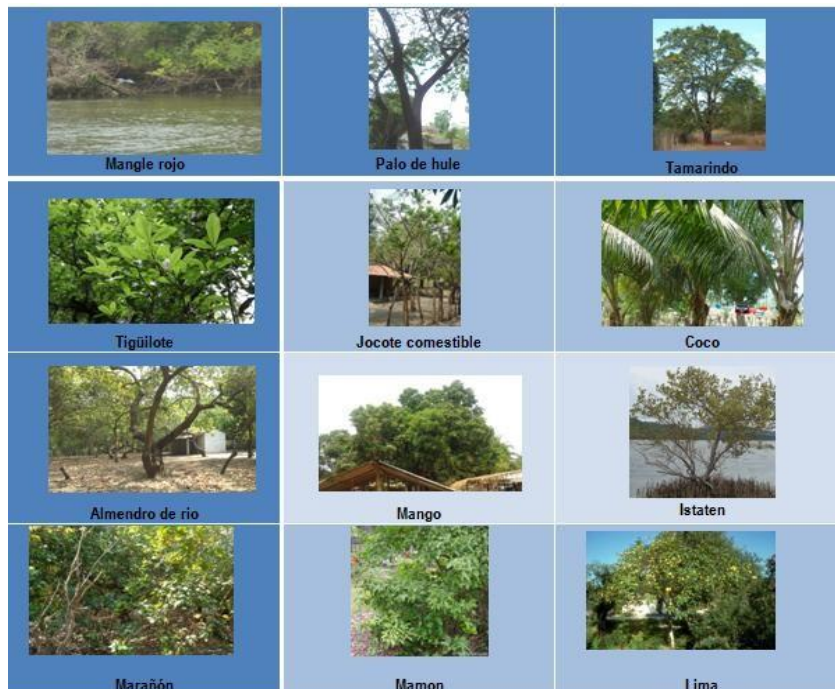 Mangle rojo
Palo de hule
Tamarindo
Tigüilote
Jocote comestible
Coco
Almendro de rio
Mango
Istaten
Marañón
Mamon
Lima